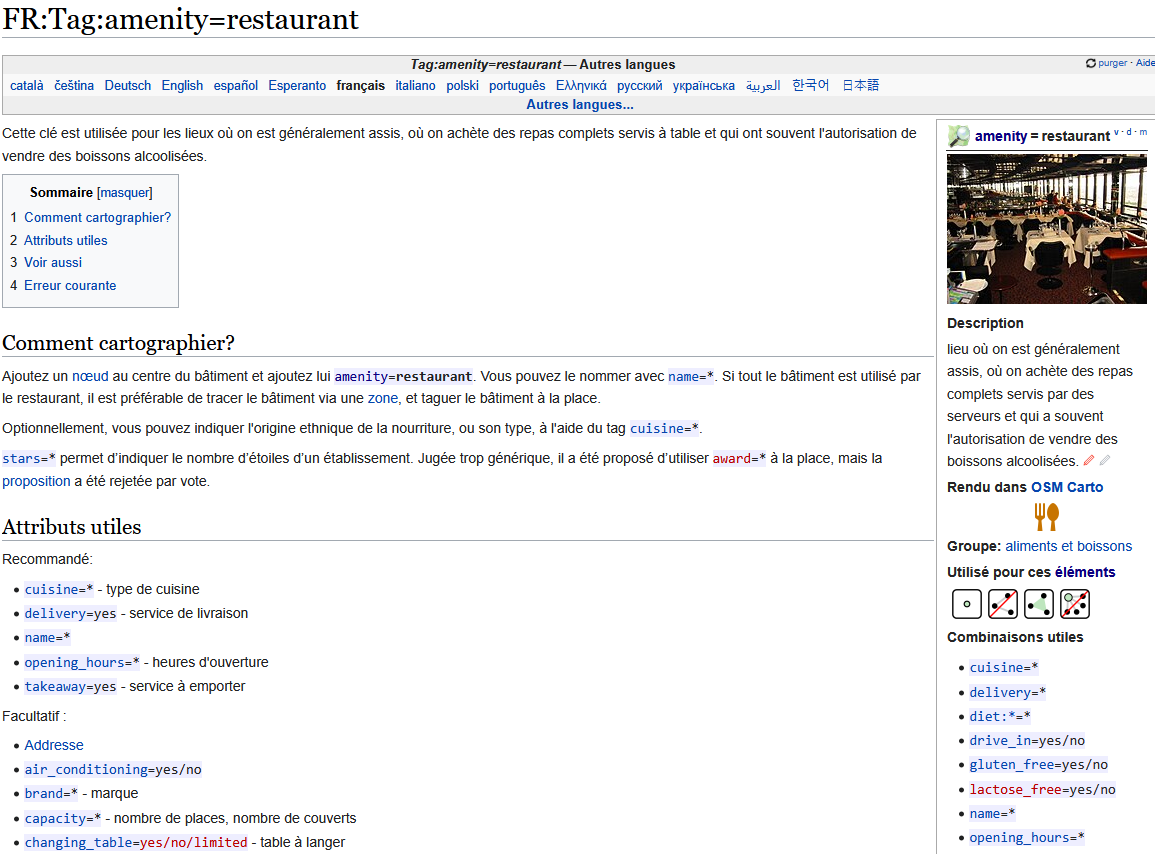 FR:Tag:amenity=restaurant
Tag:amenity=restaurant — Autres langues
purger · Aide
català čeština Deutsch English español Esperanto français italiano polski português Ελληνικά русский українська العربية 한국어 日本語
Autres langues...
Cette clé est utilisée pour les lieux où on est généralement assis, où on achète des repas complets servis à table et qui ont souvent l'autorisation de
vendre des boissons alcoolisées.
Sommaire [masquer]
1 Comment cartographier?
2 Attributs utiles
3 Voir aussi
4 Erreur courante
Comment cartographier?
Ajoutez un nœud au centre du bâtiment et ajoutez lui amenity=restaurant. Vous pouvez le nommer avec name=*. Si tout le bâtiment est utilisé par
le restaurant, il est préférable de tracer le bâtiment via une zone, et taguer le bâtiment à la place.
Optionnellement, vous pouvez indiquer l'origine ethnique de la nourriture, ou son type, à l'aide du tag cuisine=*.
stars=* permet d’indiquer le nombre d’étoiles d’un établissement. Jugée trop générique, il a été proposé d’utiliser award=* à la place, mais la
proposition a été rejetée par vote.
Attributs utiles
Recommandé:
• cuisine=* - type de cuisine
• delivery=yes - service de livraison
• name=*
• opening_hours=* - heures d'ouverture
• takeaway=yes - service à emporter
Facultatif :
• Addresse
• air_conditioning=yes/no
• brand=* - marque
• capacity=* - nombre de places, nombre de couverts
• changing_table=yes/no/limited - table à langer
amenity = restaurant v · d · m
Description
lieu où on est généralement
assis, où on achète des repas
complets servis par des
serveurs et qui a souvent
l'autorisation de vendre des
boissons alcoolisées.
Rendu dans OSM Carto
Groupe: aliments et boissons
Utilisé pour ces éléments
Combinaisons utiles
• cuisine=*
• delivery=*
• diet:*=*
• drive_in=yes/no
• gluten_free=yes/no
• lactose_free=yes/no
• name=*
• opening_hours=*